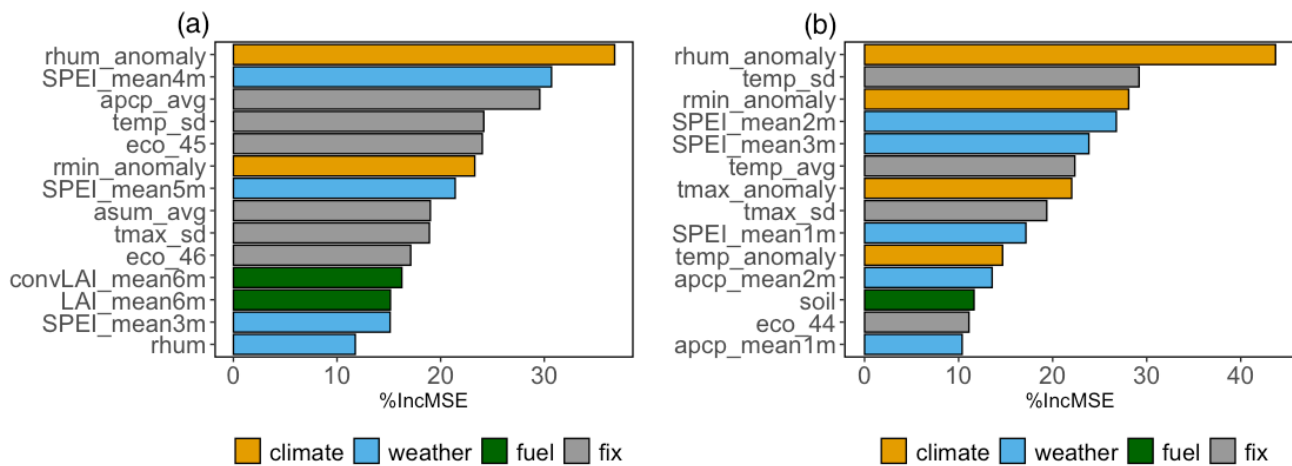 (a)
rhum_anomaly
SPEI_mean4m
apcp_avg
temp_sd
eco_45
rmin_anomaly
SPEI_mean5m
asum_avg
tmax_sd
eco_46
convLAI_mean6m
LAI_mean6m
SPEI_mean3m
rhum
0 10 20 30
%IncMSE
climate weather fuel fix
(b)
rhum_anomaly
temp_sd
rmin_anomaly
SPEI_mean2m
SPEI_mean3m
temp_avg
tmax_anomaly
tmax_sd
SPEI_mean1m
temp_anomaly
apcp_mean2m
soil
eco_44
apcp_mean1m
0 10 20 30 40
%IncMSE
climate weather fuel fix